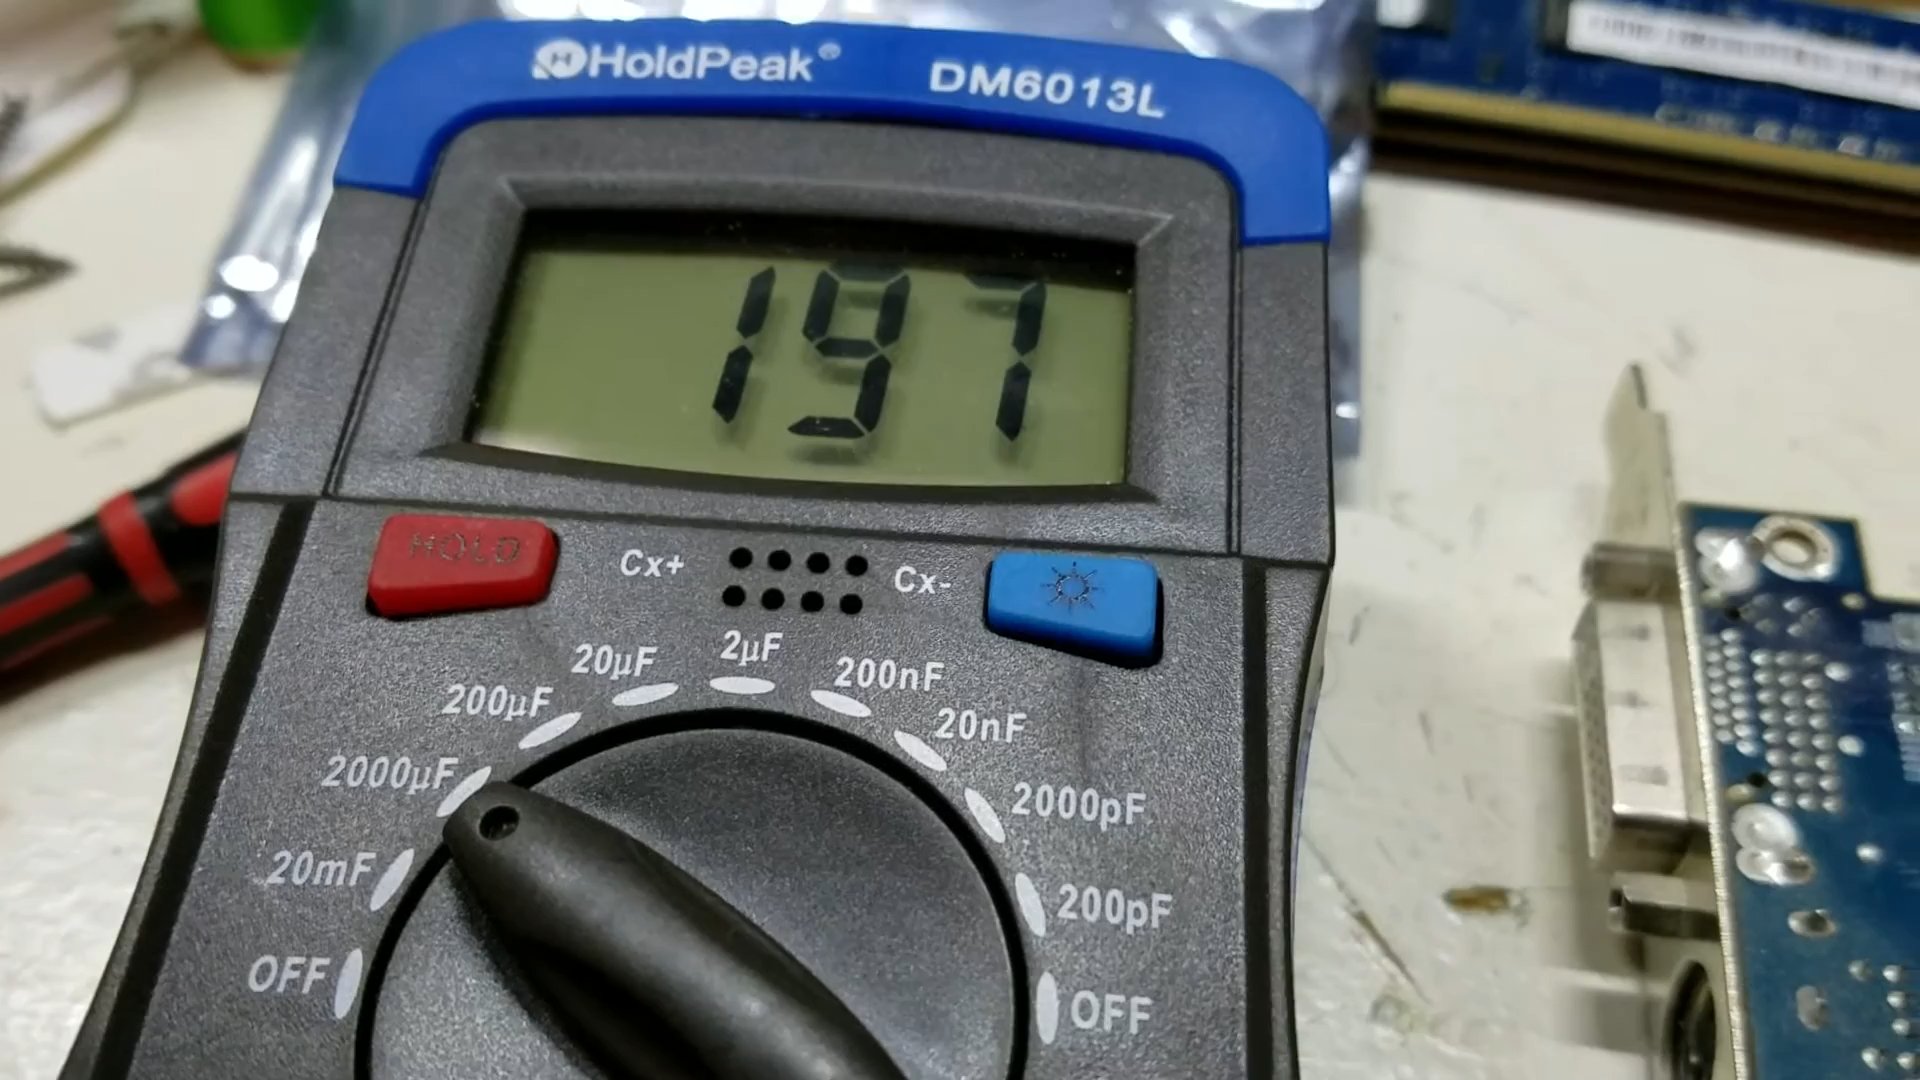 HoldPeak® DM6013L
197
HOLD
Cx+
Cx-
2µF
20µF
200nF
200µF
20nF
2000µF
2000pF
20mF
200pF
OFF
OFF